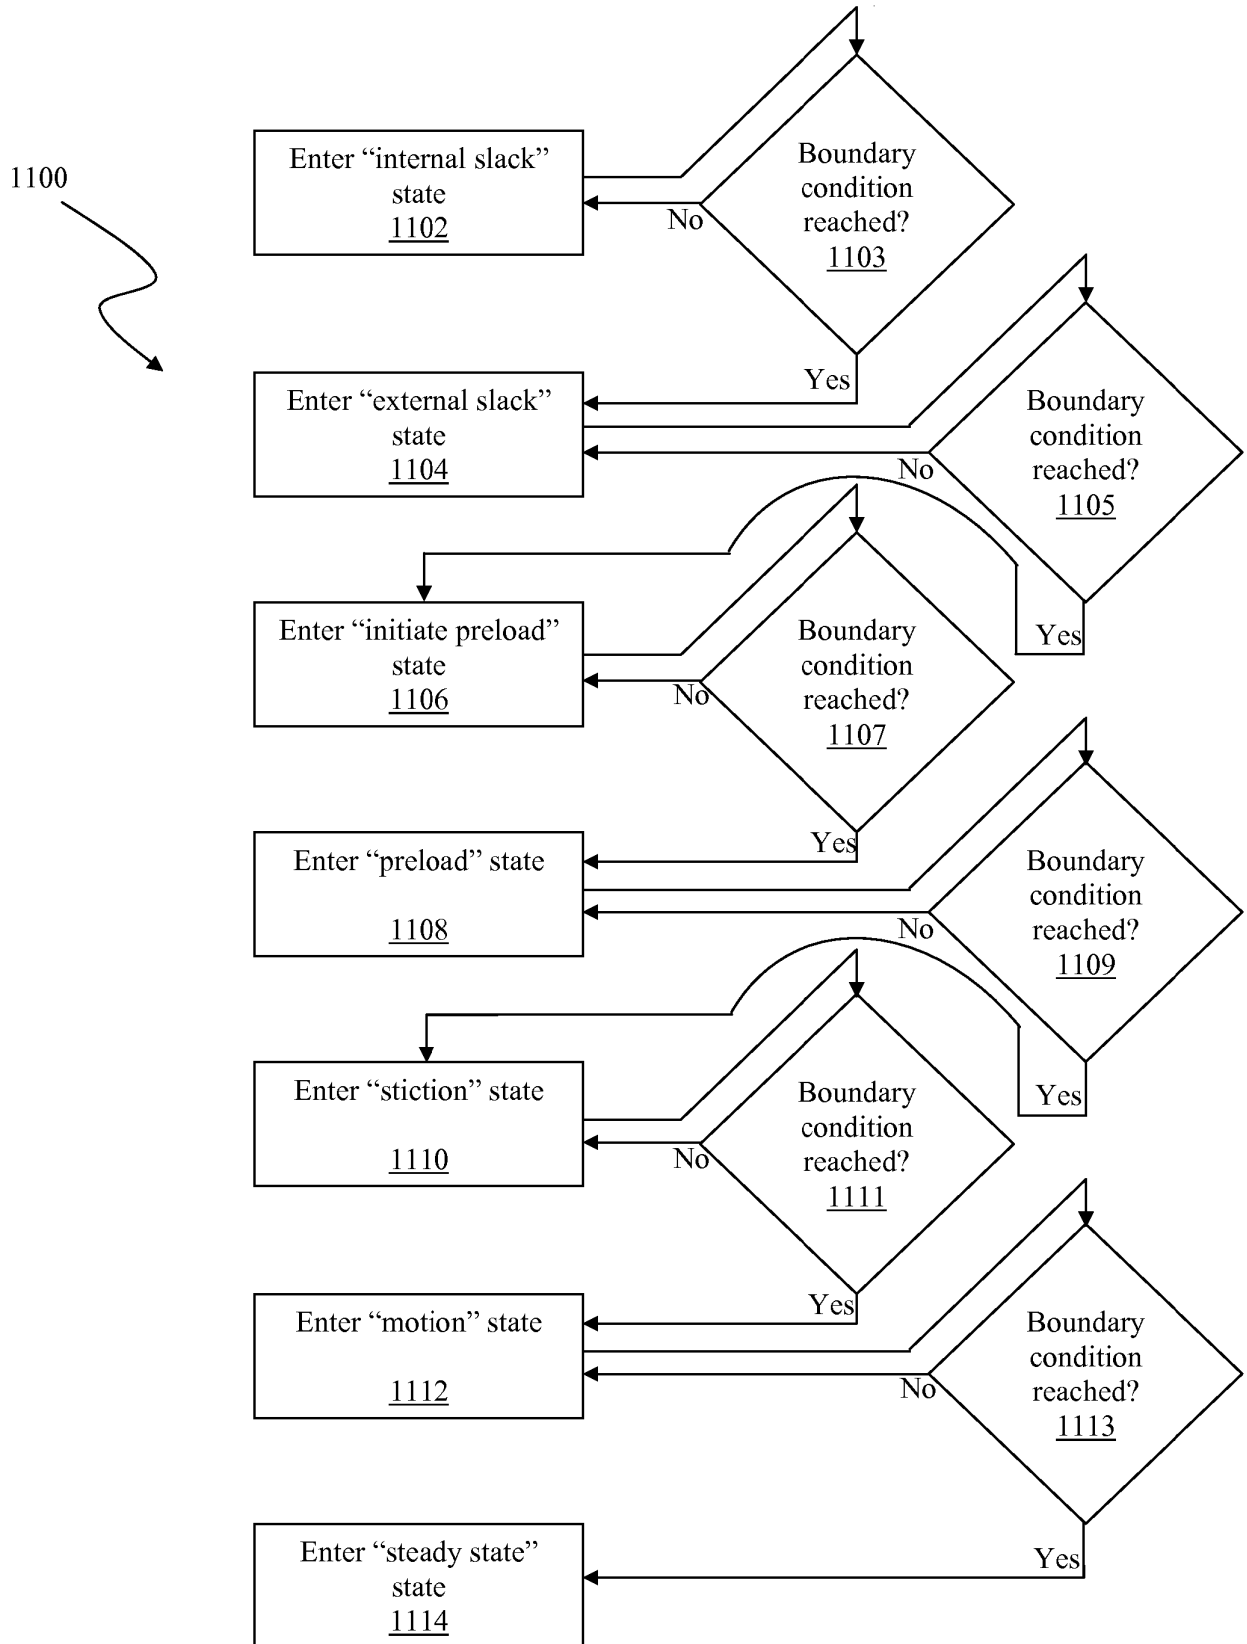 1100
Enter “internal slack”
state
1102
Boundary
condition
reached?
1103
No
Yes
Enter “external slack”
state
1104
Boundary
condition
reached?
1105
No
Yes
Enter “initiate preload”
state
1106
Boundary
condition
reached?
1107
No
Yes
Enter “preload” state
1108
Boundary
condition
reached?
1109
No
Yes
Enter “stiction” state
1110
Boundary
condition
reached?
1111
No
Yes
Enter “motion” state
1112
Boundary
condition
reached?
1113
No
Yes
Enter “steady state”
state
1114